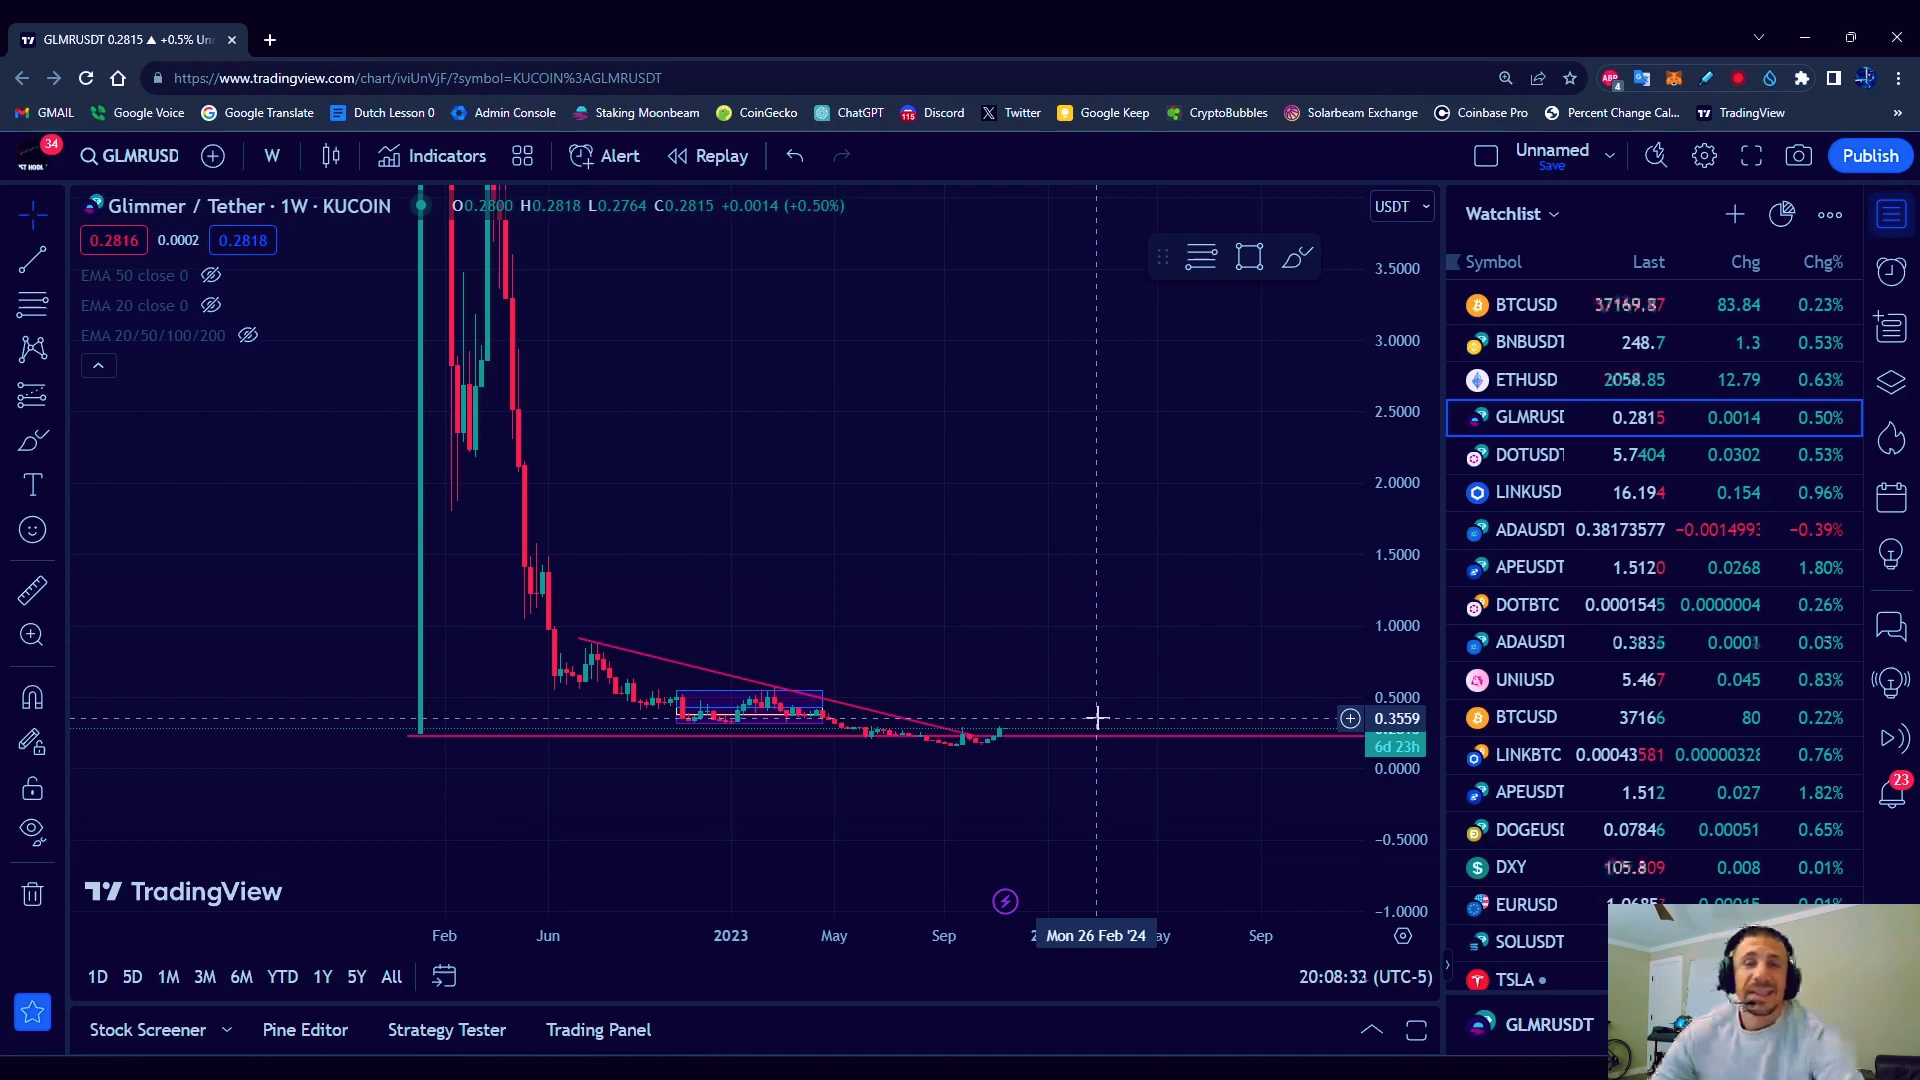 GLMRUSDT 0.2815 ▲ +0.5% Un
https://www.tradingview.com/chart/iviUnVjF/?symbol=KUCOIN%3AGLMRUSDT
ABP
4
GMAIL
Google Voice
Google Translate
Dutch Lesson 0
Admin Console
Staking Moonbeam
CoinGecko
ChatGPT
Discord
Twitter
Google Keep
CryptoBubbles
Solarbeam Exchange
Coinbase Pro
Percent Change Cal...
TradingView
»
34
GLMRUSD
W
Indicators
Alert
Replay
Unnamed
Save
Publish
Glimmer / Tether · 1W · KUCOIN
O0.2800 H0.2818 L0.2764 C0.2815 +0.0014 (+0.50%)
0.2816 0.0002 0.2818
EMA 50 close 0
EMA 20 close 0
EMA 20/50/100/200
USDT
3.5000
3.0000
2.5000
2.0000
1.5000
1.0000
0.5000
0.3559
6d 23h
0.0000
−0.5000
−1.0000
TradingView
Feb
Jun
2023
May
Sep
Mon 26 Feb '24
ay
Sep
1D 5D 1M 3M 6M YTD 1Y 5Y All
(UTC-5)
Stock Screener
Pine Editor
Strategy Tester
Trading Panel
Watchlist
Symbol Last Chg Chg%
BTCUSD 83.84 0.23%
BNBUSDT 248.7 1.3 0.53%
ETHUSD 2058.85 12.79 0.63%
GLMRUSD 0.2815 0.0014 0.50%
DOTUSDT 5.7404 0.0302 0.53%
LINKUSD 16.194 0.154 0.96%
ADAUSDT 0.38173577 −0.39%
APEUSDT 1.5120 0.0268 1.80%
DOTBTC 0.0001545 0.0000004 0.26%
ADAUSDT
UNIUSD 5.467 0.045 0.83%
BTCUSD 37166 80 0.22%
LINKBTC 0.00043581 0.00000328 0.76%
APEUSDT 1.512 0.027 1.82%
DOGEUSD 0.07846 0.00051 0.65%
DXY 0.008 0.01%
EURUSD
SOLUSDT
TSLA
GLMRUSDT
23